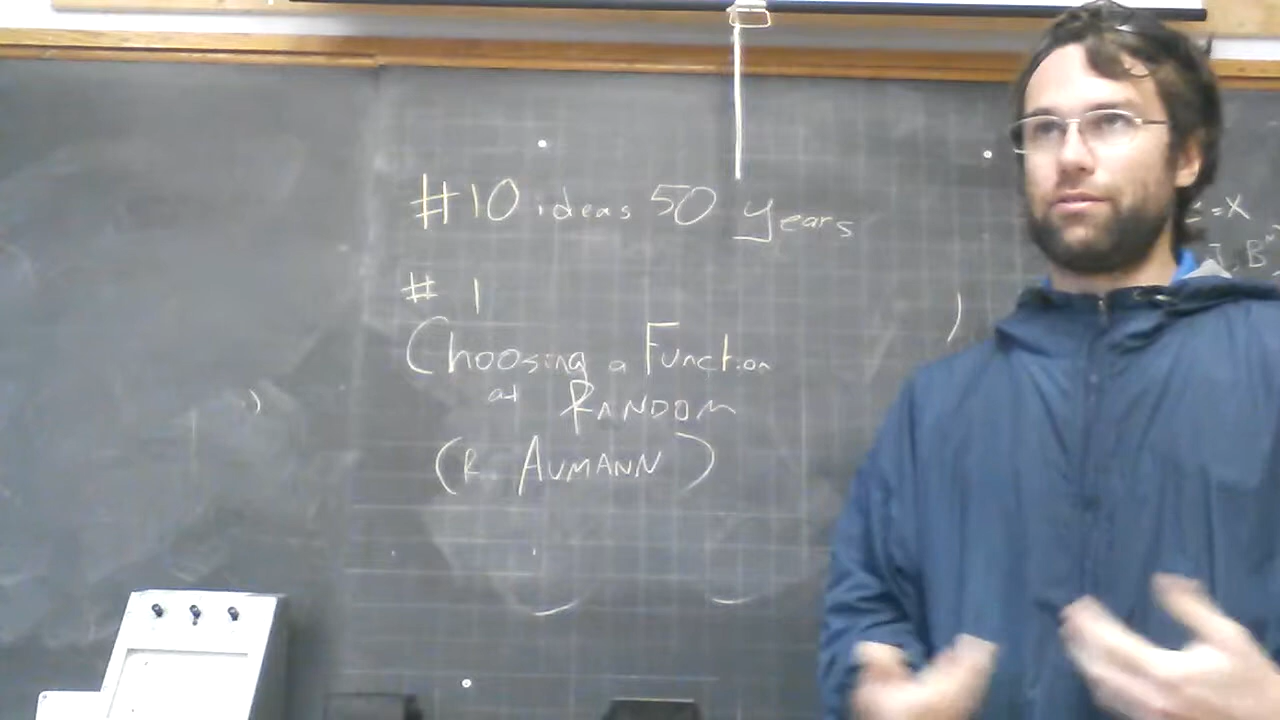 #10 ideas 50 years
# 1
Choosing a Function
at RANDOM
(R. AUMANN)
=X
B